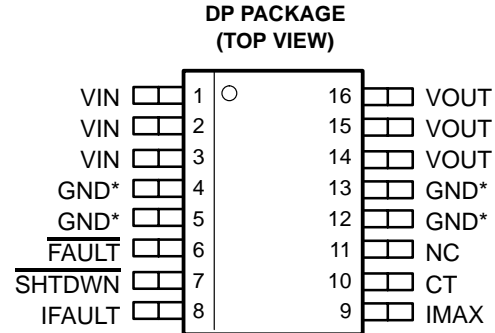 DP PACKAGE
(TOP VIEW)
VIN 1 16 VOUT
VIN 2 15 VOUT
VIN 3 14 VOUT
GND* 4 13 GND*
GND* 5 12 GND*
FAULT 6 11 NC
SHTDWN 7 10 CT
IFAULT 8 9 IMAX